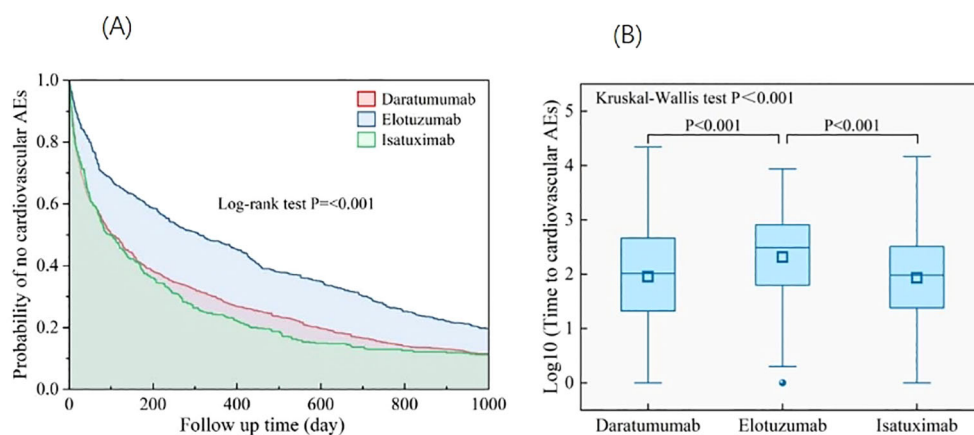 (A)
1.0
0.8
0.6
0.4
0.2
0.0
Probability of no cardiovascular AEs
Daratumumab
Elotuzumab
Isatuximab
Log-rank test P=<0.001
0 200 400 600 800 1000
Follow up time (day)
(B)
5
4
3
2
1
0
Log10 (Time to cardiovascular AEs)
Kruskal-Wallis test P<0.001
P<0.001 P<0.001
Daratumumab Elotuzumab Isatuximab